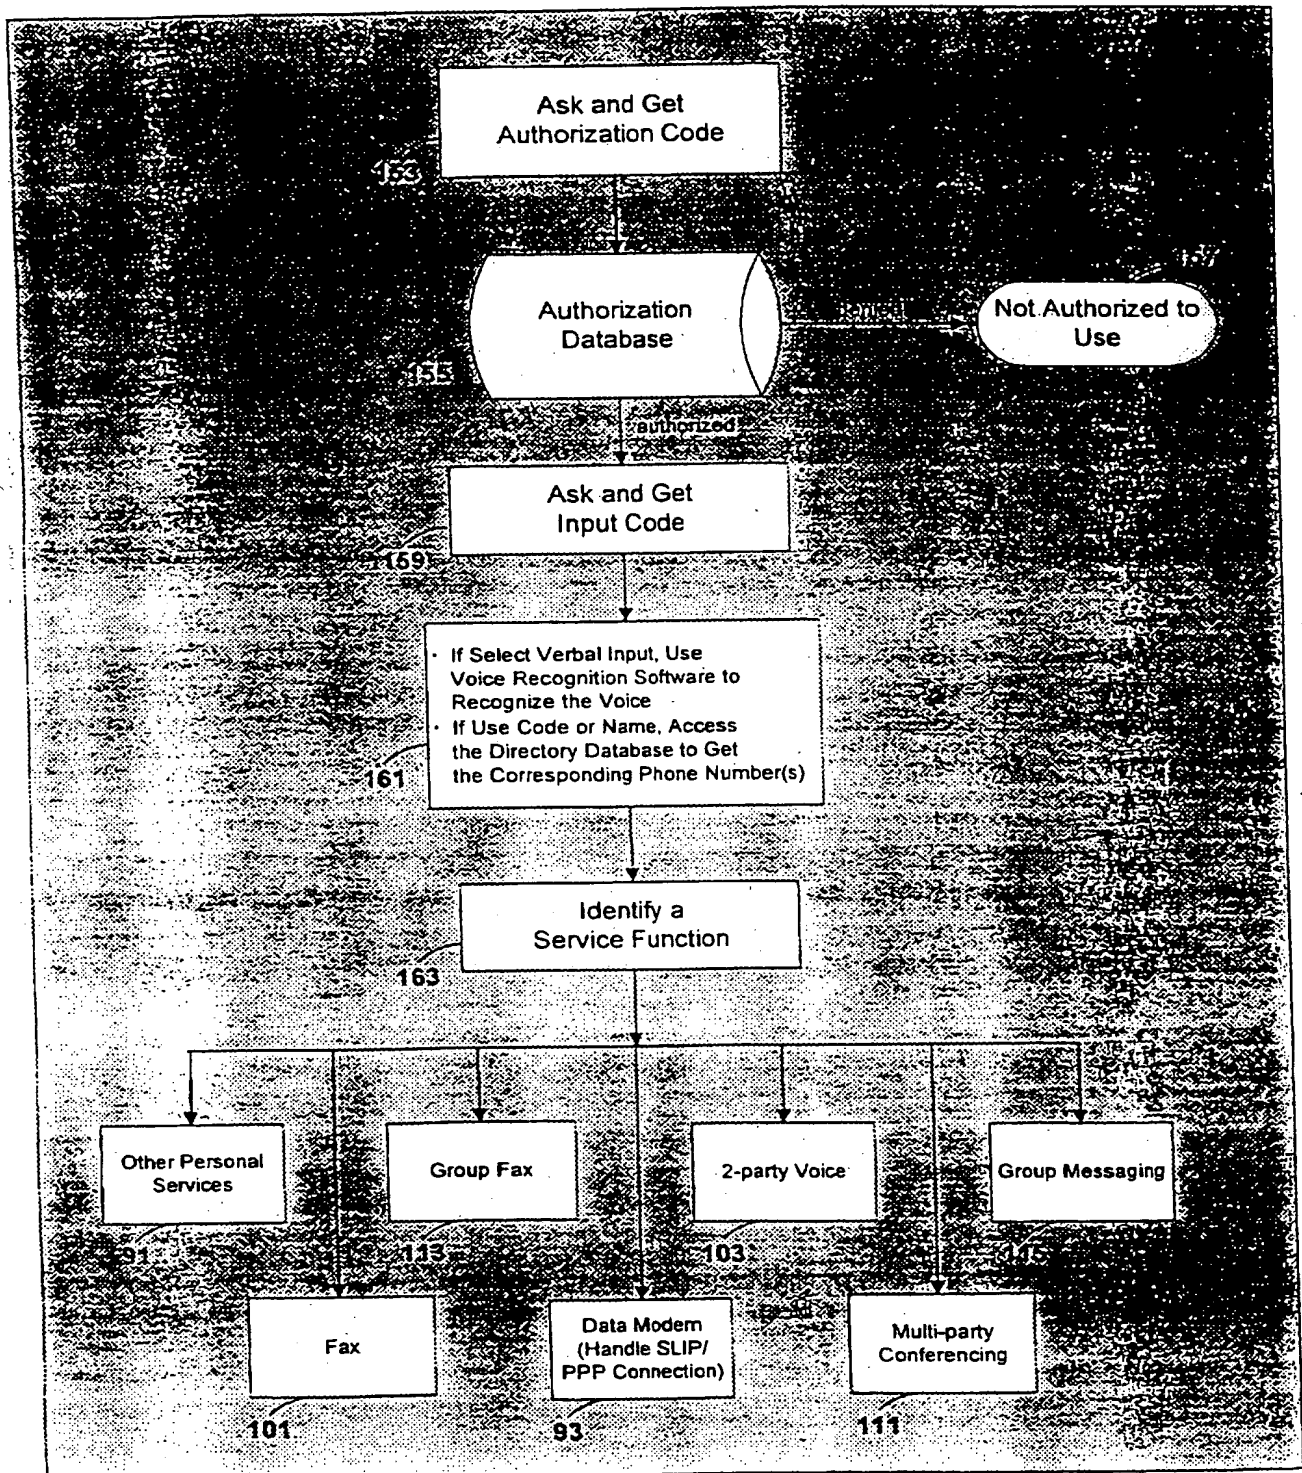 Ask and Get
Authorization Code
153
Authorization
Database
155
Not Authorized to
Use
authorized
Ask and Get
Input Code
159
· If Select Verbal Input, Use
Voice Recognition Software to
Recognize the Voice
· If Use Code or Name, Access
the Directory Database to Get
the Corresponding Phone Number(s)
161
Identify a
Service Function
163
Other Personal
Services
91
Group Fax
113
2-party Voice
103
Group Messaging
Fax
101
Data Modem
(Handle SLIP/
PPP Connection)
93
Multi-party
Conferencing
111